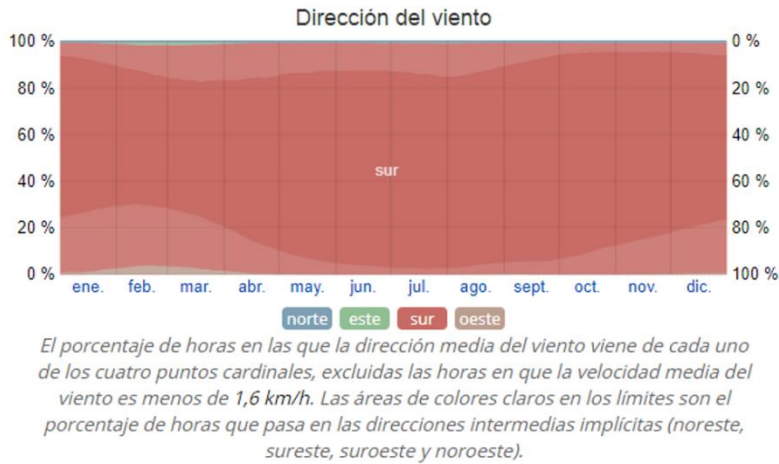 Dirección del viento
100 % 0 %
80 % 20 %
60 % 40 %
sur
40 % 60 %
20 % 80 %
0 % 100 %
ene. feb. mar. abr. may. jun. jul. ago. sept. oct. nov. dic.
norte este sur oeste
El porcentaje de horas en las que la dirección media del viento viene de cada uno
de los cuatro puntos cardinales, excluidas las horas en que la velocidad media del
viento es menos de 1,6 km/h. Las áreas de colores claros en los límites son el
porcentaje de horas que pasa en las direcciones intermedias implícitas (noreste,
sureste, suroeste y noroeste).